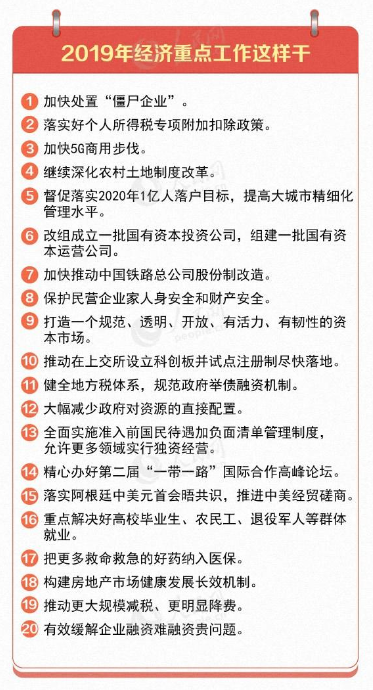 2019年经济重点工作这样干
1 加快处置“僵尸企业”。
2 落实好个人所得税专项附加扣除政策。
3 加快5G商用步伐。
4 继续深化农村土地制度改革。
5 督促落实2020年1亿人落户目标，提高大城市精细化
管理水平。
6 改组成立一批国有资本投资公司，组建一批国有资
本运营公司。
7 加快推动中国铁路总公司股份制改造。
8 保护民营企业家人身安全和财产安全。
9 打造一个规范、透明、开放、有活力、有韧性的资
本市场。
10 推动在上交所设立科创板并试点注册制尽快落地。
11 健全地方税体系，规范政府举债融资机制。
12 大幅减少政府对资源的直接配置。
13 全面实施准入前国民待遇加负面清单管理制度，
允许更多领域实行独资经营。
14 精心办好第二届“一带一路”国际合作高峰论坛。
15 落实阿根廷中美元首会晤共识，推进中美经贸磋商。
16 重点解决好高校毕业生、农民工、退役军人等群体
就业。
17 把更多救命救急的好药纳入医保。
18 构建房地产市场健康发展长效机制。
19 推动更大规模减税、更明显降费。
20 有效缓解企业融资难融资贵问题。